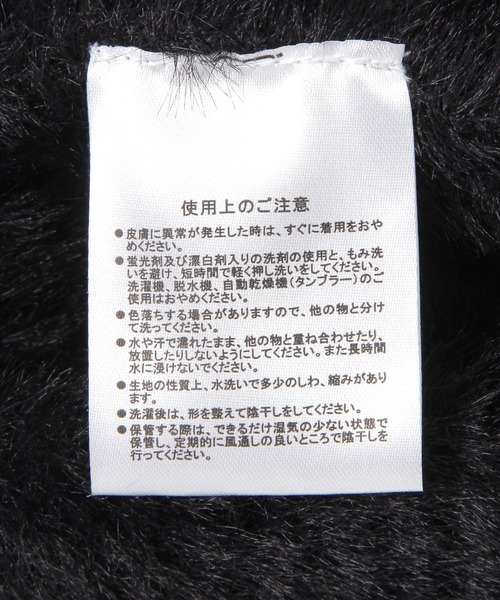 使用上のご注意
●皮膚に異常が発生した時は、すぐに着用をおや
めください。
●蛍光剤及び漂白剤入りの洗剤の使用と、もみ洗
いを避け、短時間で軽く押し洗いをしてください。
洗濯機、脱水機、自動乾燥機(タンブラー)のご
使用はおやめください。
●色落ちする場合がありますので、他の物と分け
て洗ってください。
●水や汗で濡れたまま、他の物と重ね合わせたり、
放置したりしないようにしてください。また長時間
水に浸けないでください。
●生地の性質上、水洗いで多少のしわ、縮みがあり
ます。
●洗濯後は、形を整えて陰干しをしてください。
●保管する際は、できるだけ湿気の少ない状態で
保管し、定期的に風通しの良いところで陰干しを
行ってください。